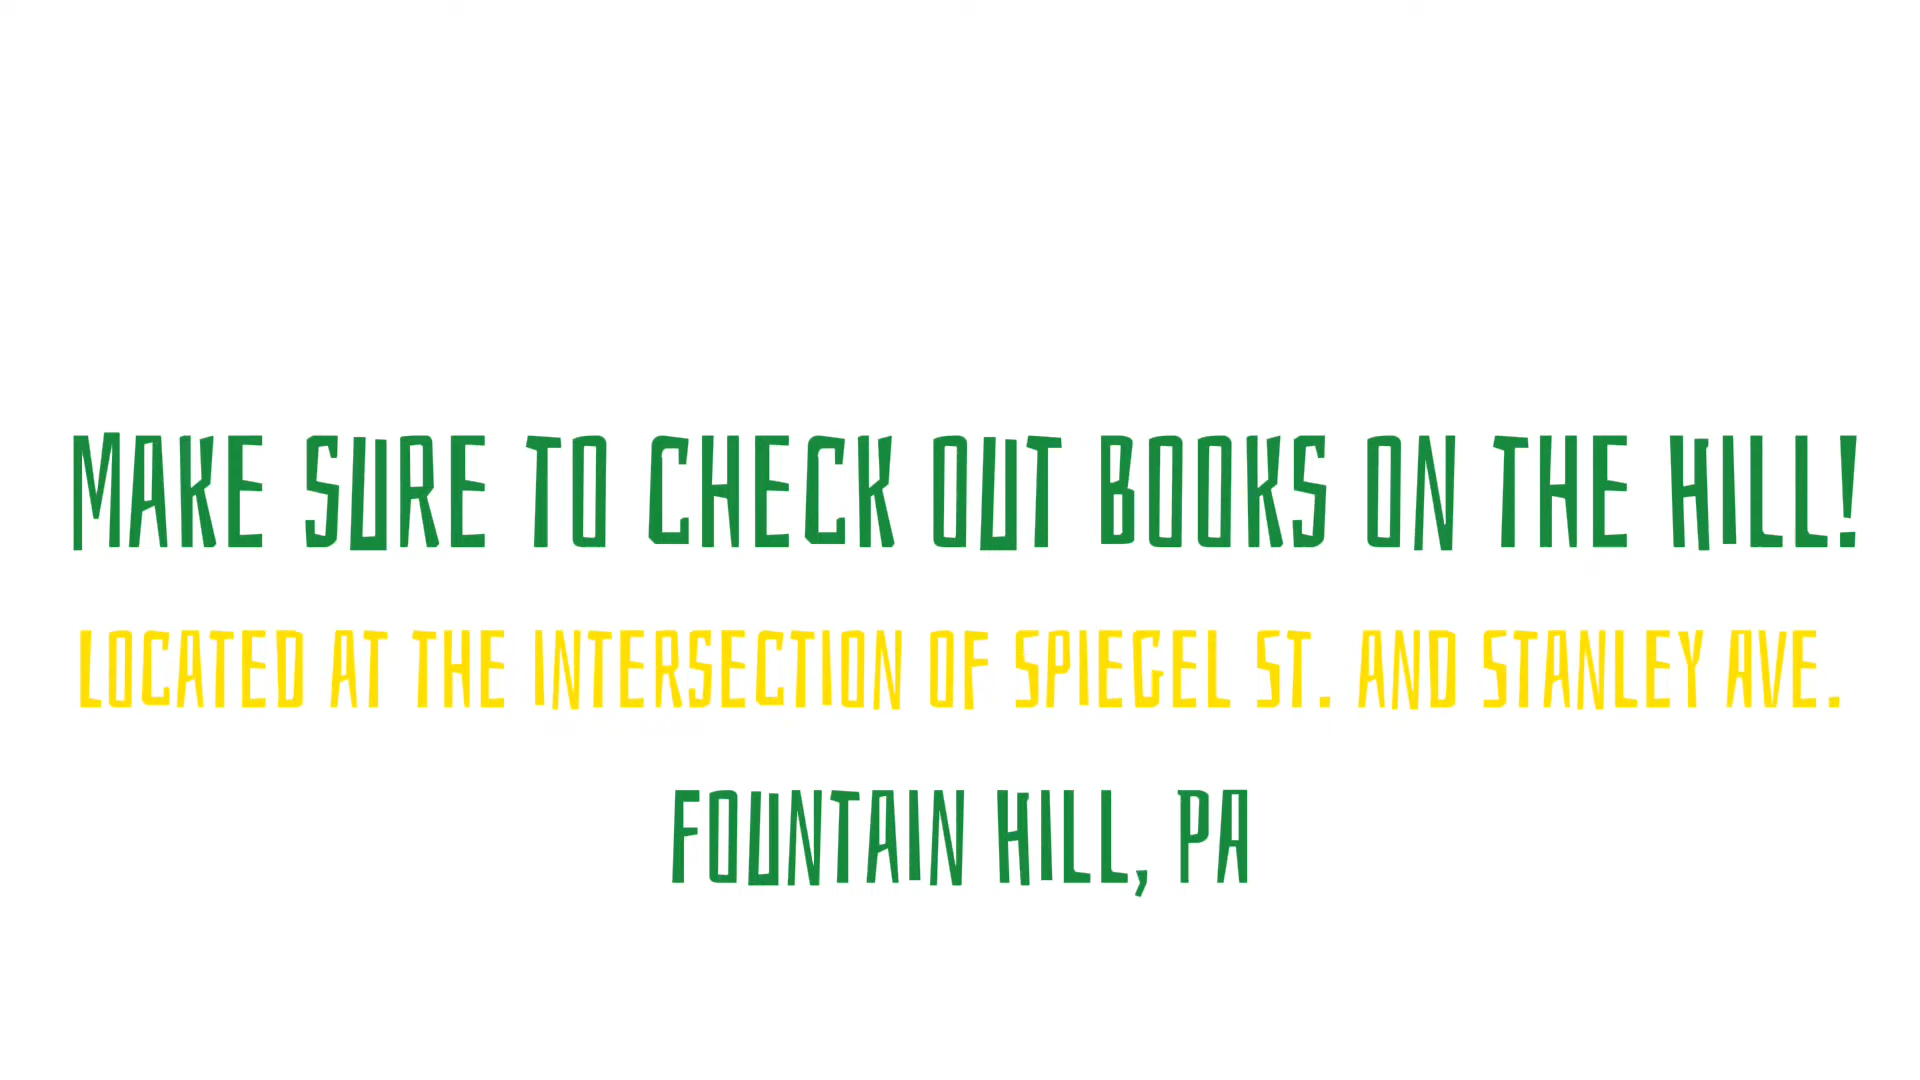 MAKE SURE TO CHECK OUT BOOKS ON THE HILL!
LOCATED AT THE INTERSECTION OF SPIEGEL ST. AND STANLEY AVE.
FOUNTAIN HILL, PA